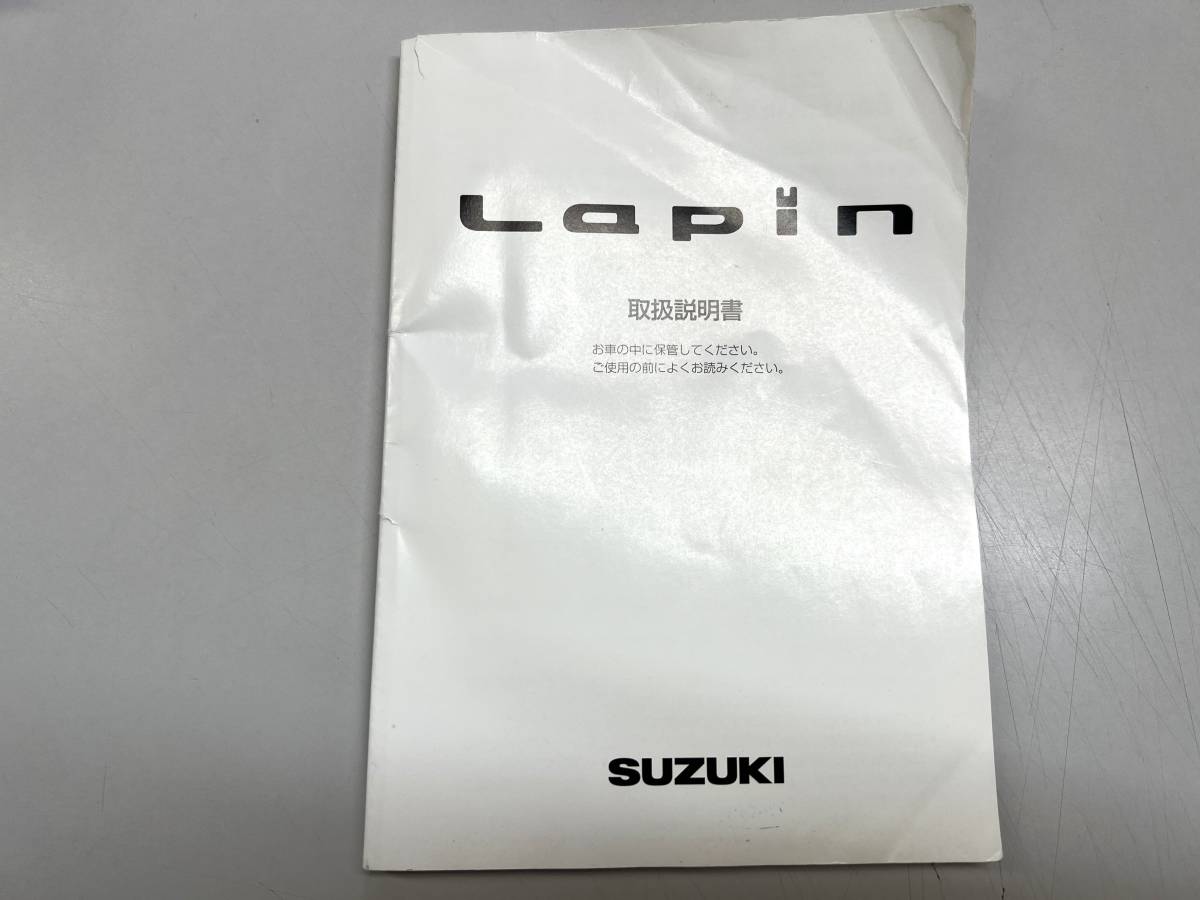 Lapin
取扱説明書
お車の中に保管してください。
ご使用の前によくお読みください。
SUZUKI